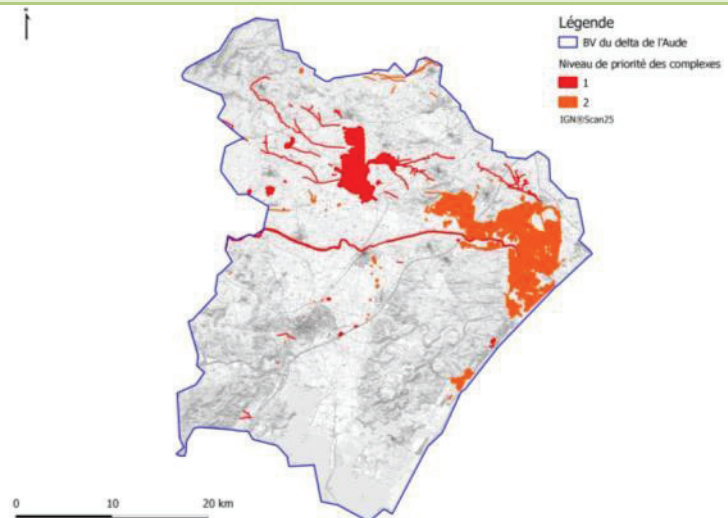 Légende
BV du delta de l'Aude
Niveau de priorité des complexes
1
2
IGN®Scan25
0 10 20 km